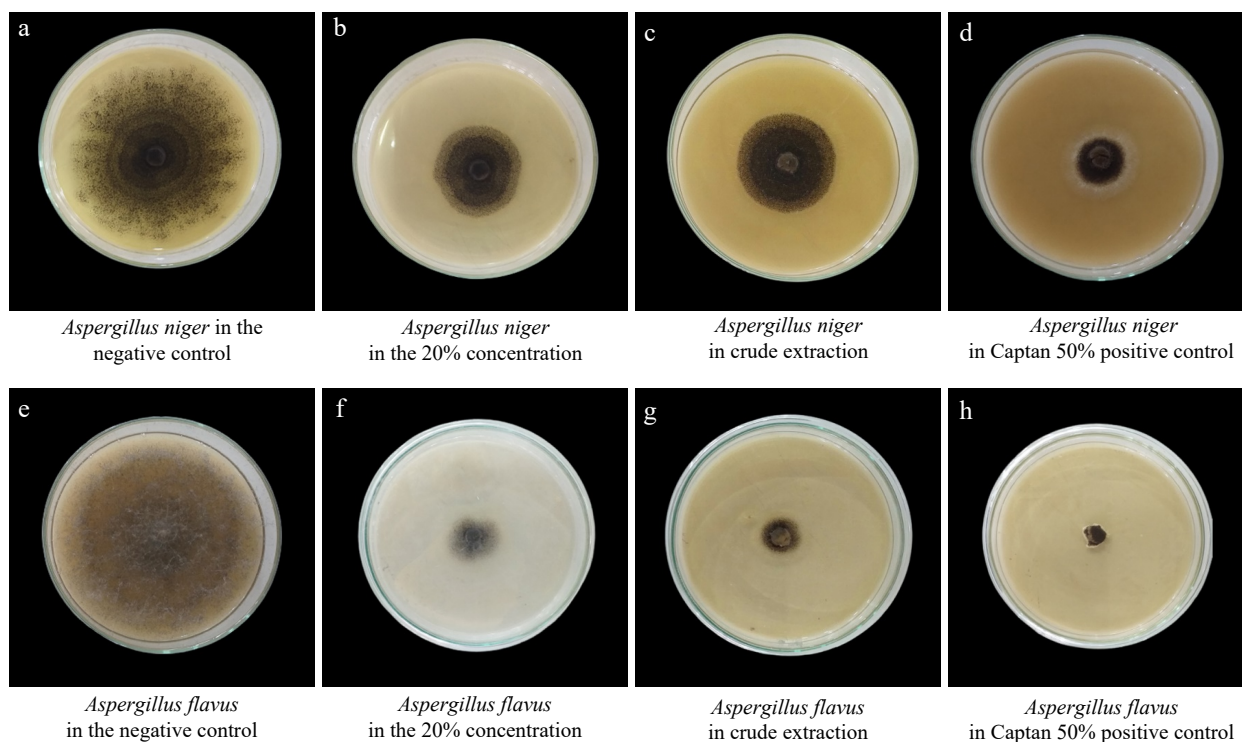 a
b
c
d
Aspergillus niger in the
negative control
Aspergillus niger
in the 20% concentration
Aspergillus niger
in crude extraction
Aspergillus niger
in Captan 50% positive control
e
f
g
h
Aspergillus flavus
in the negative control
Aspergillus flavus
in the 20% concentration
Aspergillus flavus
in crude extraction
Aspergillus flavus
in Captan 50% positive control